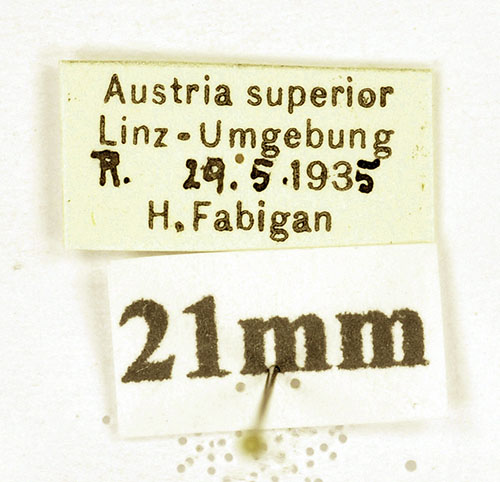 Austria superior
Linz-Umgebung
R. 29.5.1935
H. Fabigan
21mm